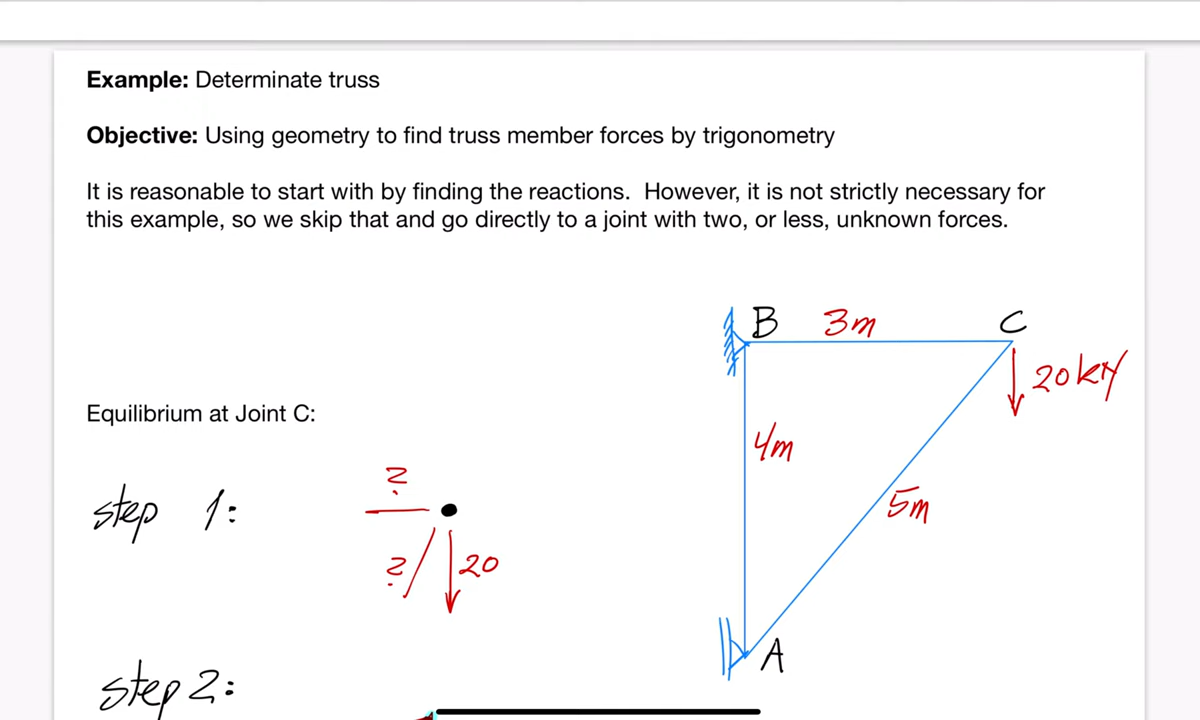 Example: Determinate truss
Objective: Using geometry to find truss member forces by trigonometry
It is reasonable to start with by finding the reactions. However, it is not strictly necessary for
this example, so we skip that and go directly to a joint with two, or less, unknown forces.
B 3m C
20kN
Equilibrium at Joint C:
4m
?
step 1:
5m
? 20
A
step 2: